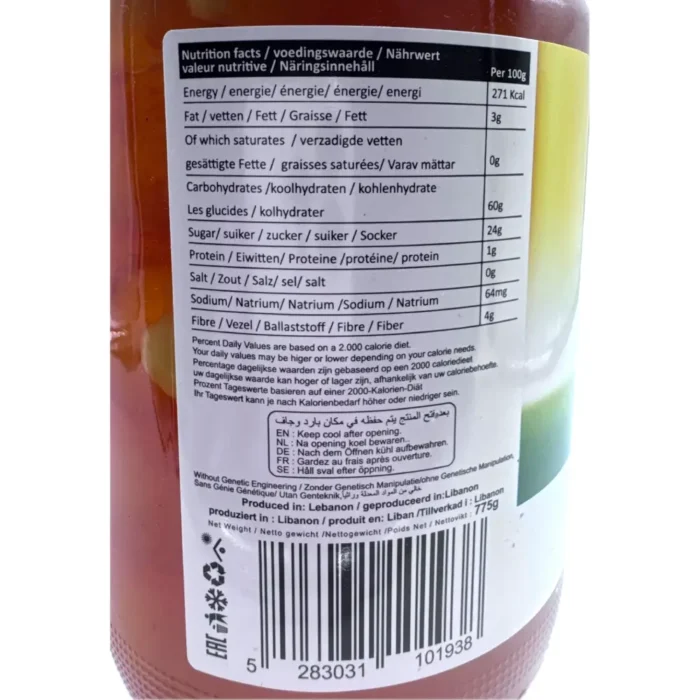 Nutrition facts / voedingswaarde / Nährwert
valeur nutritive / Näringsinnehåll
Per 100g
Energy / energie/ énergie/ énergie/ energi 271 Kcal
Fat / vetten / Fett / Graisse / Fett 3g
Of which saturates / verzadigde vetten
gesättigte Fette / graisses saturées/ Varav mättar 0g
Carbohydrates /koolhydraten / kohlenhydrate
Les glucides / kolhydrater 60g
Sugar/ suiker / zucker / suiker / Socker 24g
Protein / Eiwitten/ Proteine /protéine/ protein 1g
Salt / Zout / Salz/ sel/ salt 0g
Sodium/ Natrium/ Natrium /Sodium / Natrium 64mg
Fibre / Vezel / Ballaststoff / Fibre / Fiber 4g
Percent Daily Values are based on a 2.000 calorie diet.
Your daily values may be higer or lower depending on your calorie needs.
Percentage dagelijkse waarden zijn gebaseerd op een 2000 caloriedieet
uw dagelijkse waarde kan hoger of lager zijn, afhankelijk van uw caloriebehoefte.
Prozent Tageswerte basieren auf einer 2000-Kalorien-Diät
Ihr Tageswert kann je nach Kalorienbedarf höher oder niedriger sein.
بعدواتح المنتج يتم حفظه في مكان بارد وجاف
EN : Keep cool after opening.
NL : Na opening koel bewaren..
DE : Nach dem Öffnen kühl aufbewahren.
FR : Gardez au frais après ouverture.
SE : Håll sval efter öppning.
Without Genetic Engineering / Zonder Genetisch Manipulatie/ohne Genetische Manipulation,
Sans Génie Génétique/ Utan Genteknik, خالي من المواد المعدلة وراثياً
Produced in: Lebanon / geproduceerd in:Libanon
produziert in : Libanon / produit en: Liban /Tillverkad i : Libanon
Net Weight / Netto gewicht /Nettogewicht /Poids Net / Nettovikt : 775g
EAC
5 283031 101938